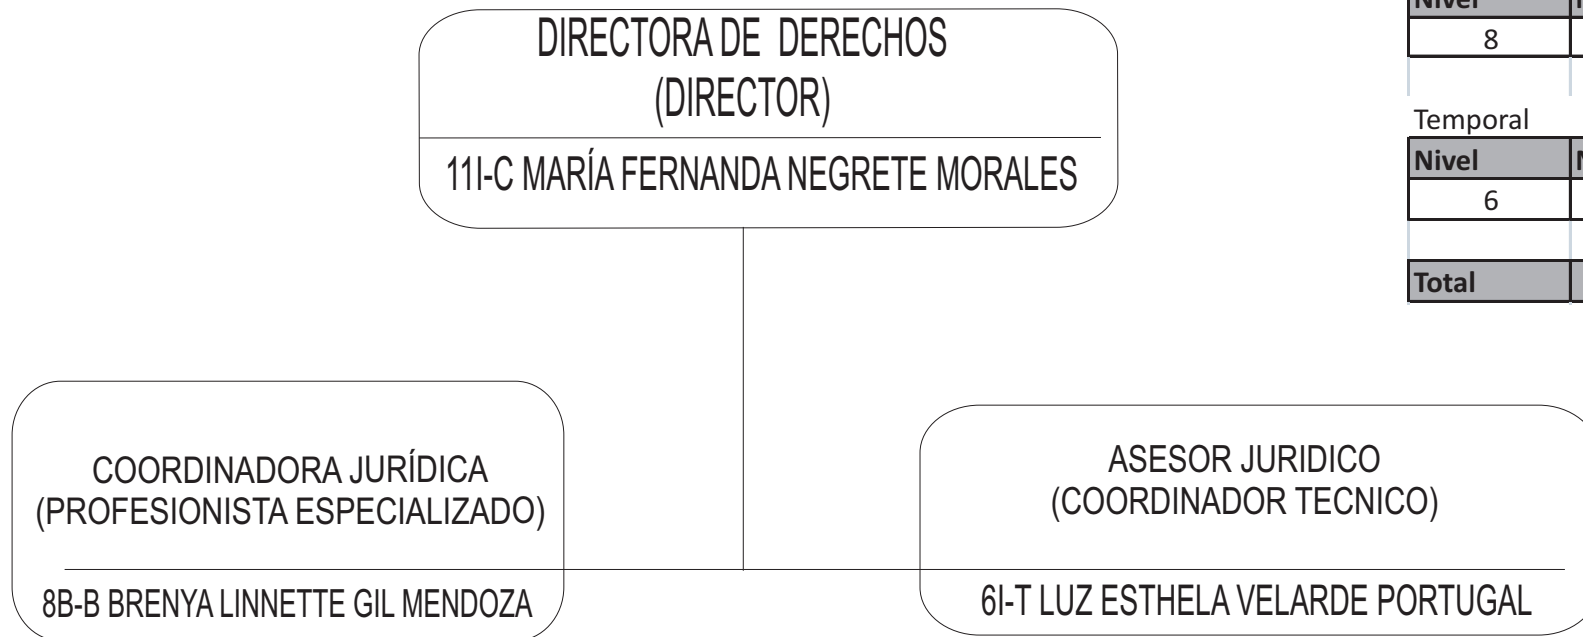 DIRECTORA DE DERECHOS
(DIRECTOR)
11I-C MARÍA FERNANDA NEGRETE MORALES
Nivel
8
Temporal
Nivel
6
Total
COORDINADORA JURÍDICA
(PROFESIONISTA ESPECIALIZADO)
8B-B BRENYA LINNETTE GIL MENDOZA
ASESOR JURIDICO
(COORDINADOR TECNICO)
6I-T LUZ ESTHELA VELARDE PORTUGAL